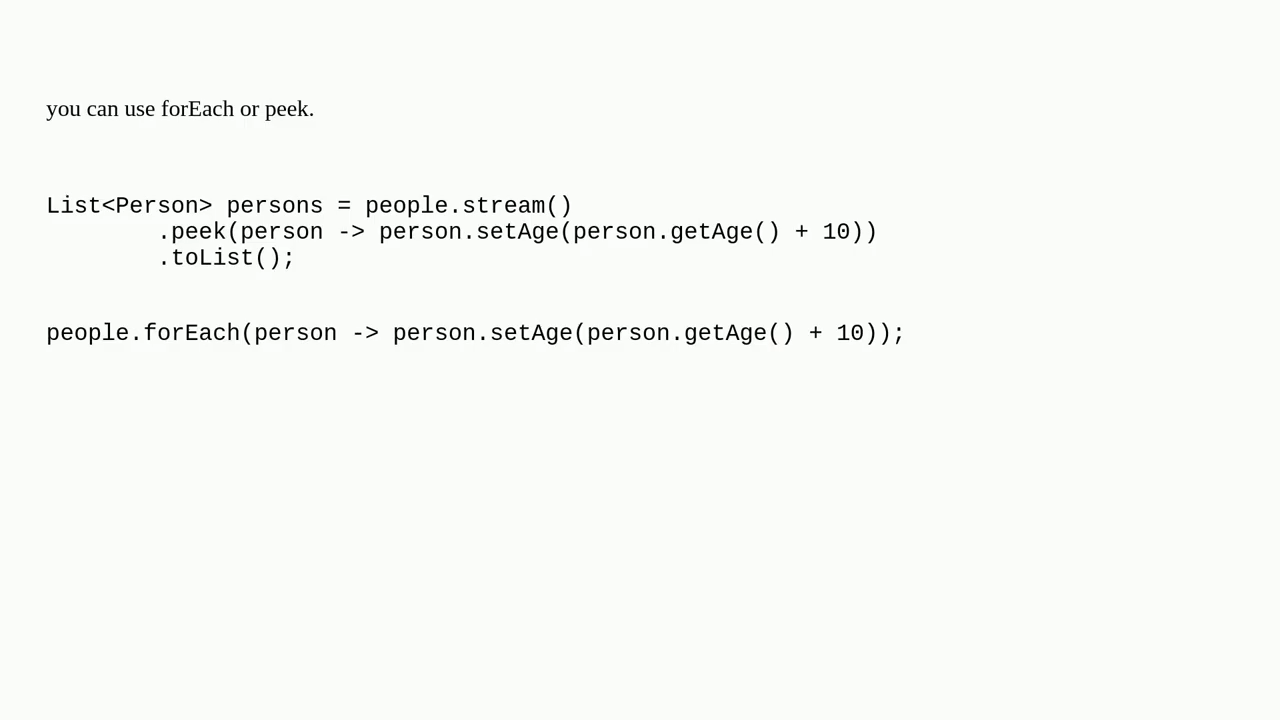 you can use forEach or peek.
List<Person> persons = people.stream()
        .peek(person -> person.setAge(person.getAge() + 10))
        .toList();
people.forEach(person -> person.setAge(person.getAge() + 10));